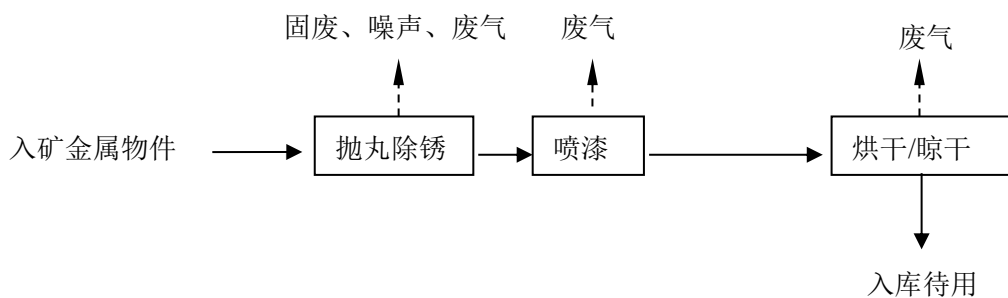 固废、噪声、废气
废气
废气
入矿金属物件
抛丸除锈
喷漆
烘干/晾干
入库待用